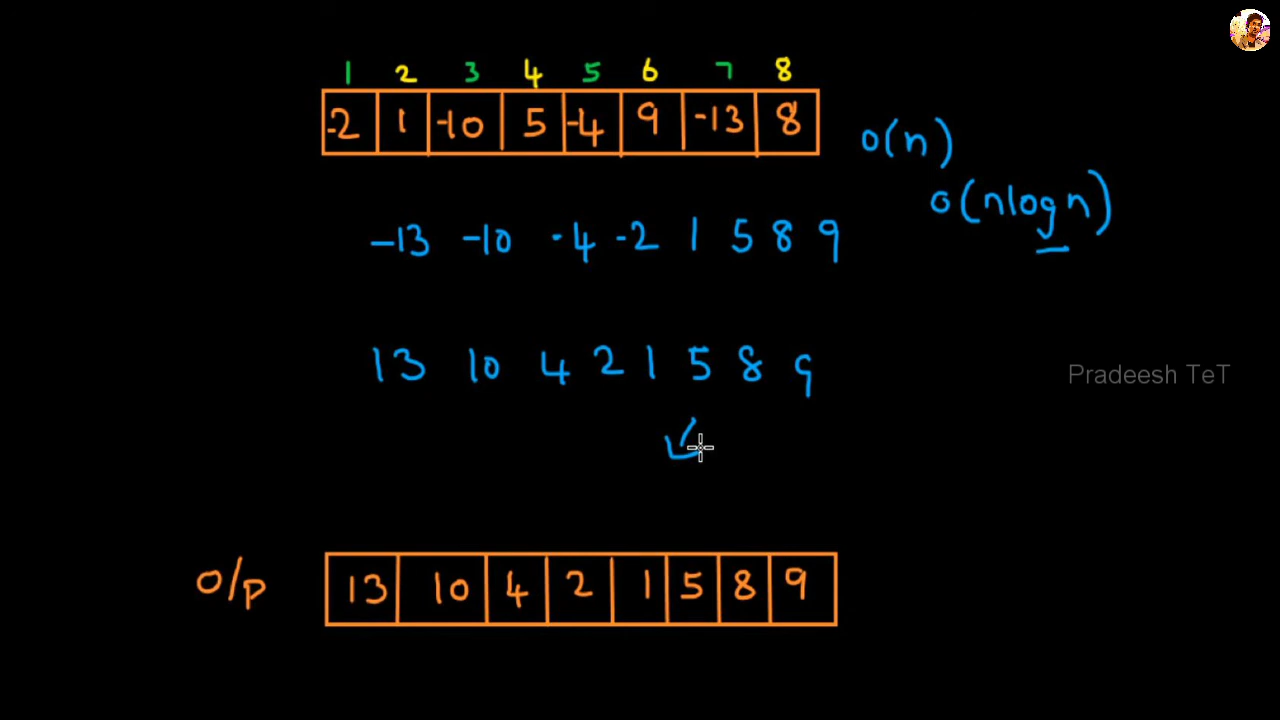 1 2 3 4 5 6 7 8
-2 1 -10 5 -4 9 -13 8
o(n)
o(nlogn)
-13 -10 -4 -2 1 5 8 9
13 10 4 2 1 5 8 9
Pradeesh TeT
O/P 13 10 4 2 1 5 8 9